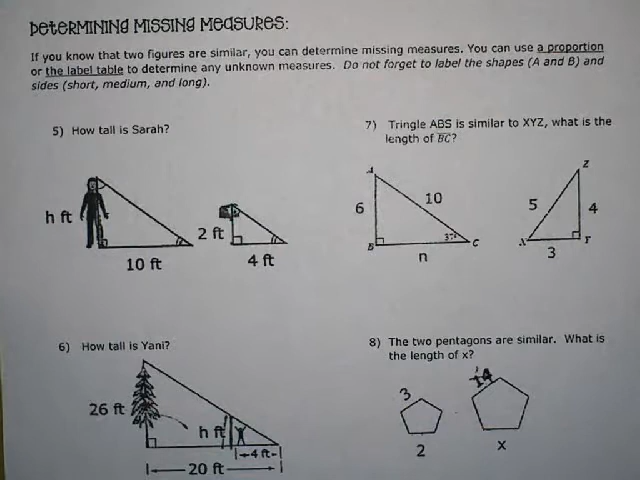 DETERMINING MISSING MEASURES:
If you know that two figures are similar, you can determine missing measures. You can use a proportion
or the label table to determine any unknown measures. Do not forget to label the shapes (A and B) and
sides (short, medium, and long).
5) How tall is Sarah?
h ft
10 ft
2 ft
4 ft
7) Tringle ABS is similar to XYZ, what is the
length of BC?
A
6
10
B
37°
C
n
Z
5
4
X
Y
3
6) How tall is Yani?
26 ft
h ft
4 ft
20 ft
8) The two pentagons are similar. What is
the length of x?
3
2
14
x